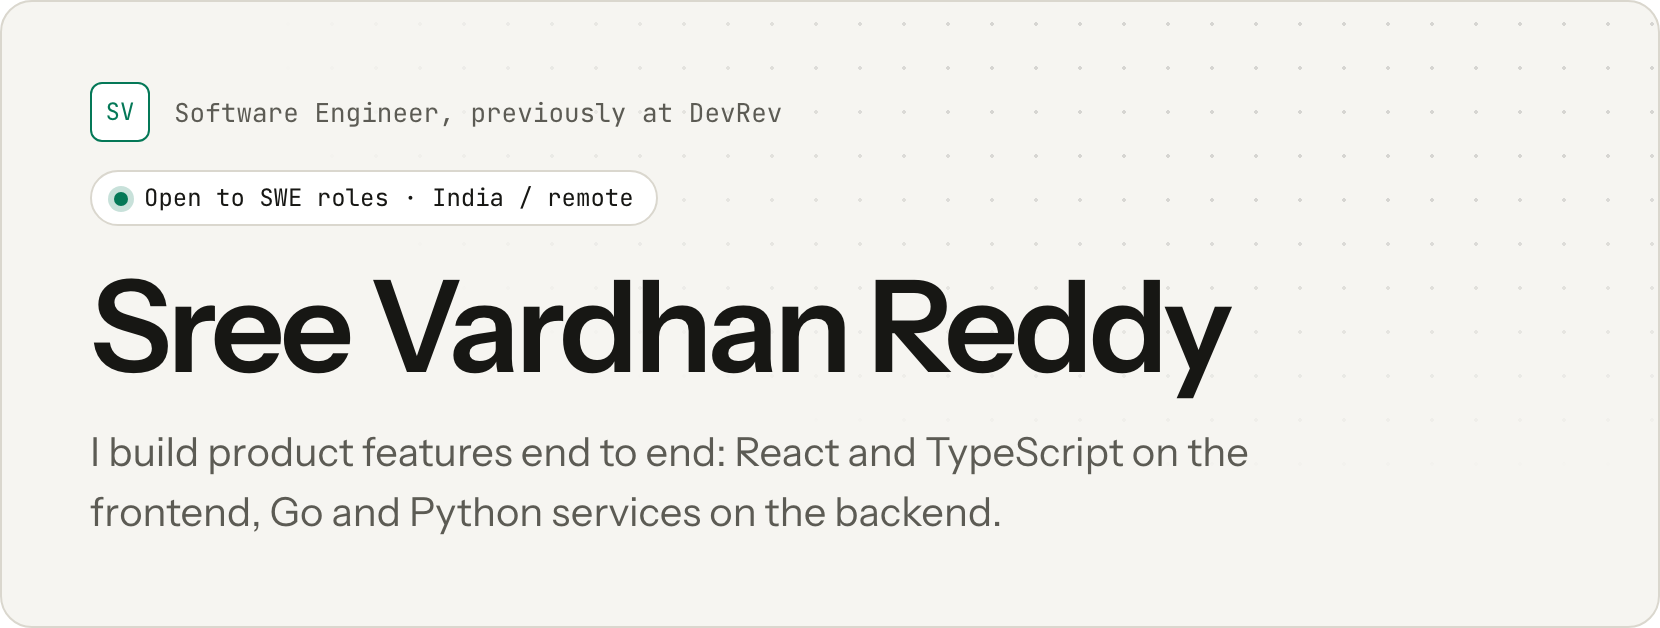 SV
Software Engineer, previously at DevRev
Open to SWE roles · India / remote
Sree Vardhan Reddy
I build product features end to end: React and TypeScript on the
frontend, Go and Python services on the backend.